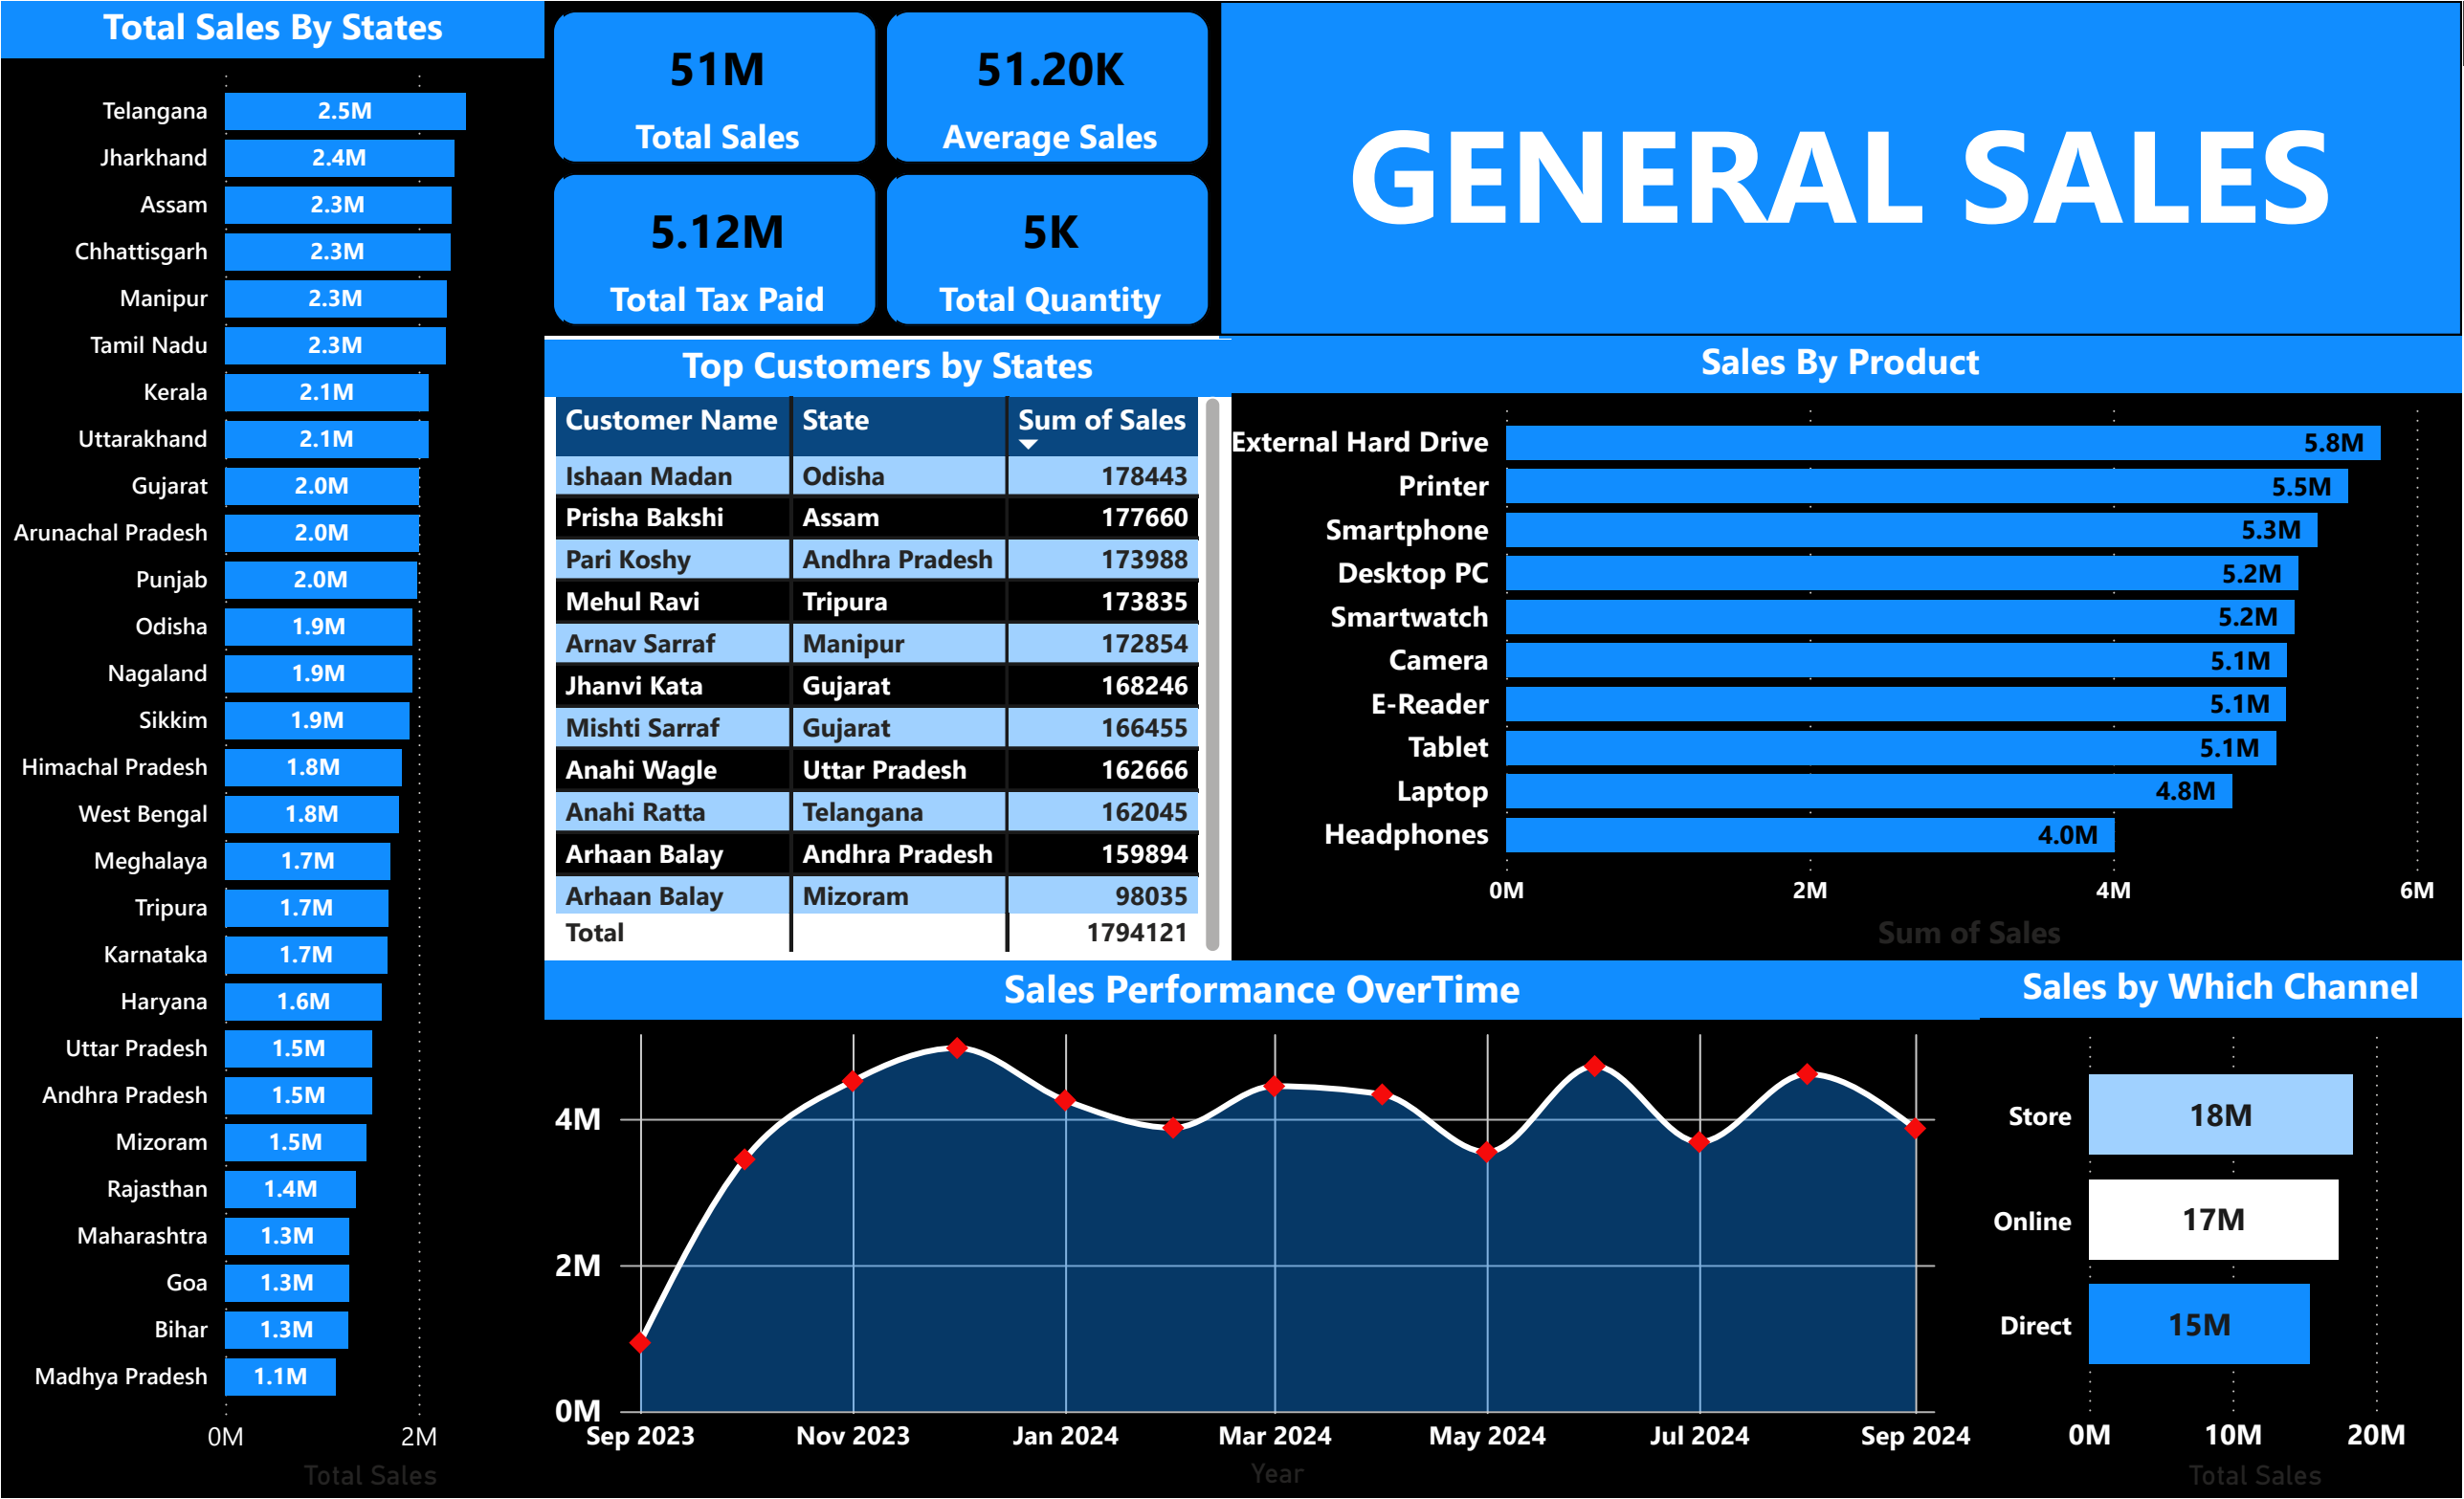 Total Sales By States
Telangana 2.5M
Jharkhand 2.4M
Assam 2.3M
Chhattisgarh 2.3M
Manipur 2.3M
Tamil Nadu 2.3M
Kerala 2.1M
Uttarakhand 2.1M
Gujarat 2.0M
Arunachal Pradesh 2.0M
Punjab 2.0M
Odisha 1.9M
Nagaland 1.9M
Sikkim 1.9M
Himachal Pradesh 1.8M
West Bengal 1.8M
Meghalaya 1.7M
Tripura 1.7M
Karnataka 1.7M
Haryana 1.6M
Uttar Pradesh 1.5M
Andhra Pradesh 1.5M
Mizoram 1.5M
Rajasthan 1.4M
Maharashtra 1.3M
Goa 1.3M
Bihar 1.3M
Madhya Pradesh 1.1M
0M 2M
Total Sales
51M
Total Sales
51.20K
Average Sales
5.12M
Total Tax Paid
5K
Total Quantity
GENERAL SALES
Top Customers by States
Customer Name State Sum of Sales
Ishaan Madan Odisha 178443
Prisha Bakshi Assam 177660
Pari Koshy Andhra Pradesh 173988
Mehul Ravi Tripura 173835
Arnav Sarraf Manipur 172854
Jhanvi Kata Gujarat 168246
Mishti Sarraf Gujarat 166455
Anahi Wagle Uttar Pradesh 162666
Anahi Ratta Telangana 162045
Arhaan Balay Andhra Pradesh 159894
Arhaan Balay Mizoram 98035
Total 1794121
Sales By Product
External Hard Drive 5.8M
Printer 5.5M
Smartphone 5.3M
Desktop PC 5.2M
Smartwatch 5.2M
Camera 5.1M
E-Reader 5.1M
Tablet 5.1M
Laptop 4.8M
Headphones 4.0M
0M 2M 4M 6M
Sum of Sales
Sales Performance OverTime
4M
2M
0M
Sep 2023 Nov 2023 Jan 2024 Mar 2024 May 2024 Jul 2024 Sep 2024
Year
Sales by Which Channel
Store 18M
Online 17M
Direct 15M
0M 10M 20M
Total Sales